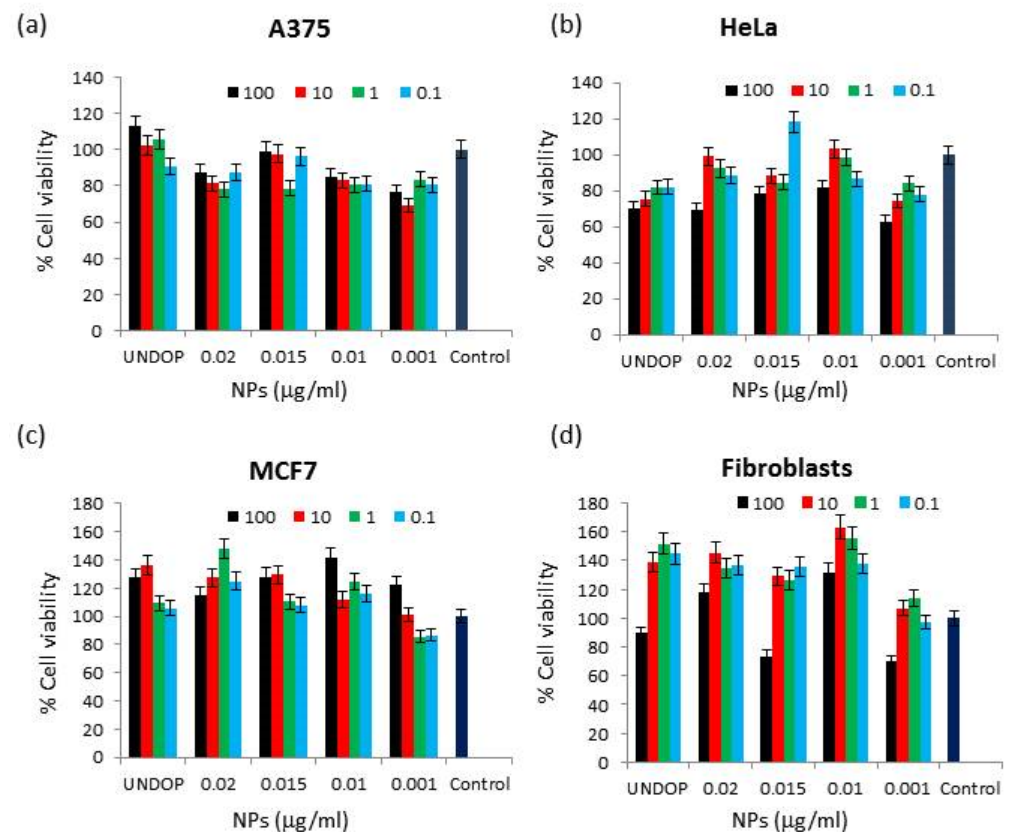 (a)
A375
100 10 1 0.1
140
120
100
80
60
40
20
0
% Cell viability
UNDOP 0.02 0.015 0.01 0.001 Control
NPs (µg/ml)
(b)
HeLa
100 10 1 0.1
140
120
100
80
60
40
20
0
% Cell viability
UNDOP 0.02 0.015 0.01 0.001 Control
NPs (µg/ml)
(c)
MCF7
100 10 1 0.1
180
160
140
120
100
80
60
40
20
0
% Cell viability
UNDOP 0.02 0.015 0.01 0.001 Control
NPs (µg/ml)
(d)
Fibroblasts
100 10 1 0.1
180
160
140
120
100
80
60
40
20
0
% Cell viability
UNDOP 0.02 0.015 0.01 0.001 Control
NPs (µg/ml)